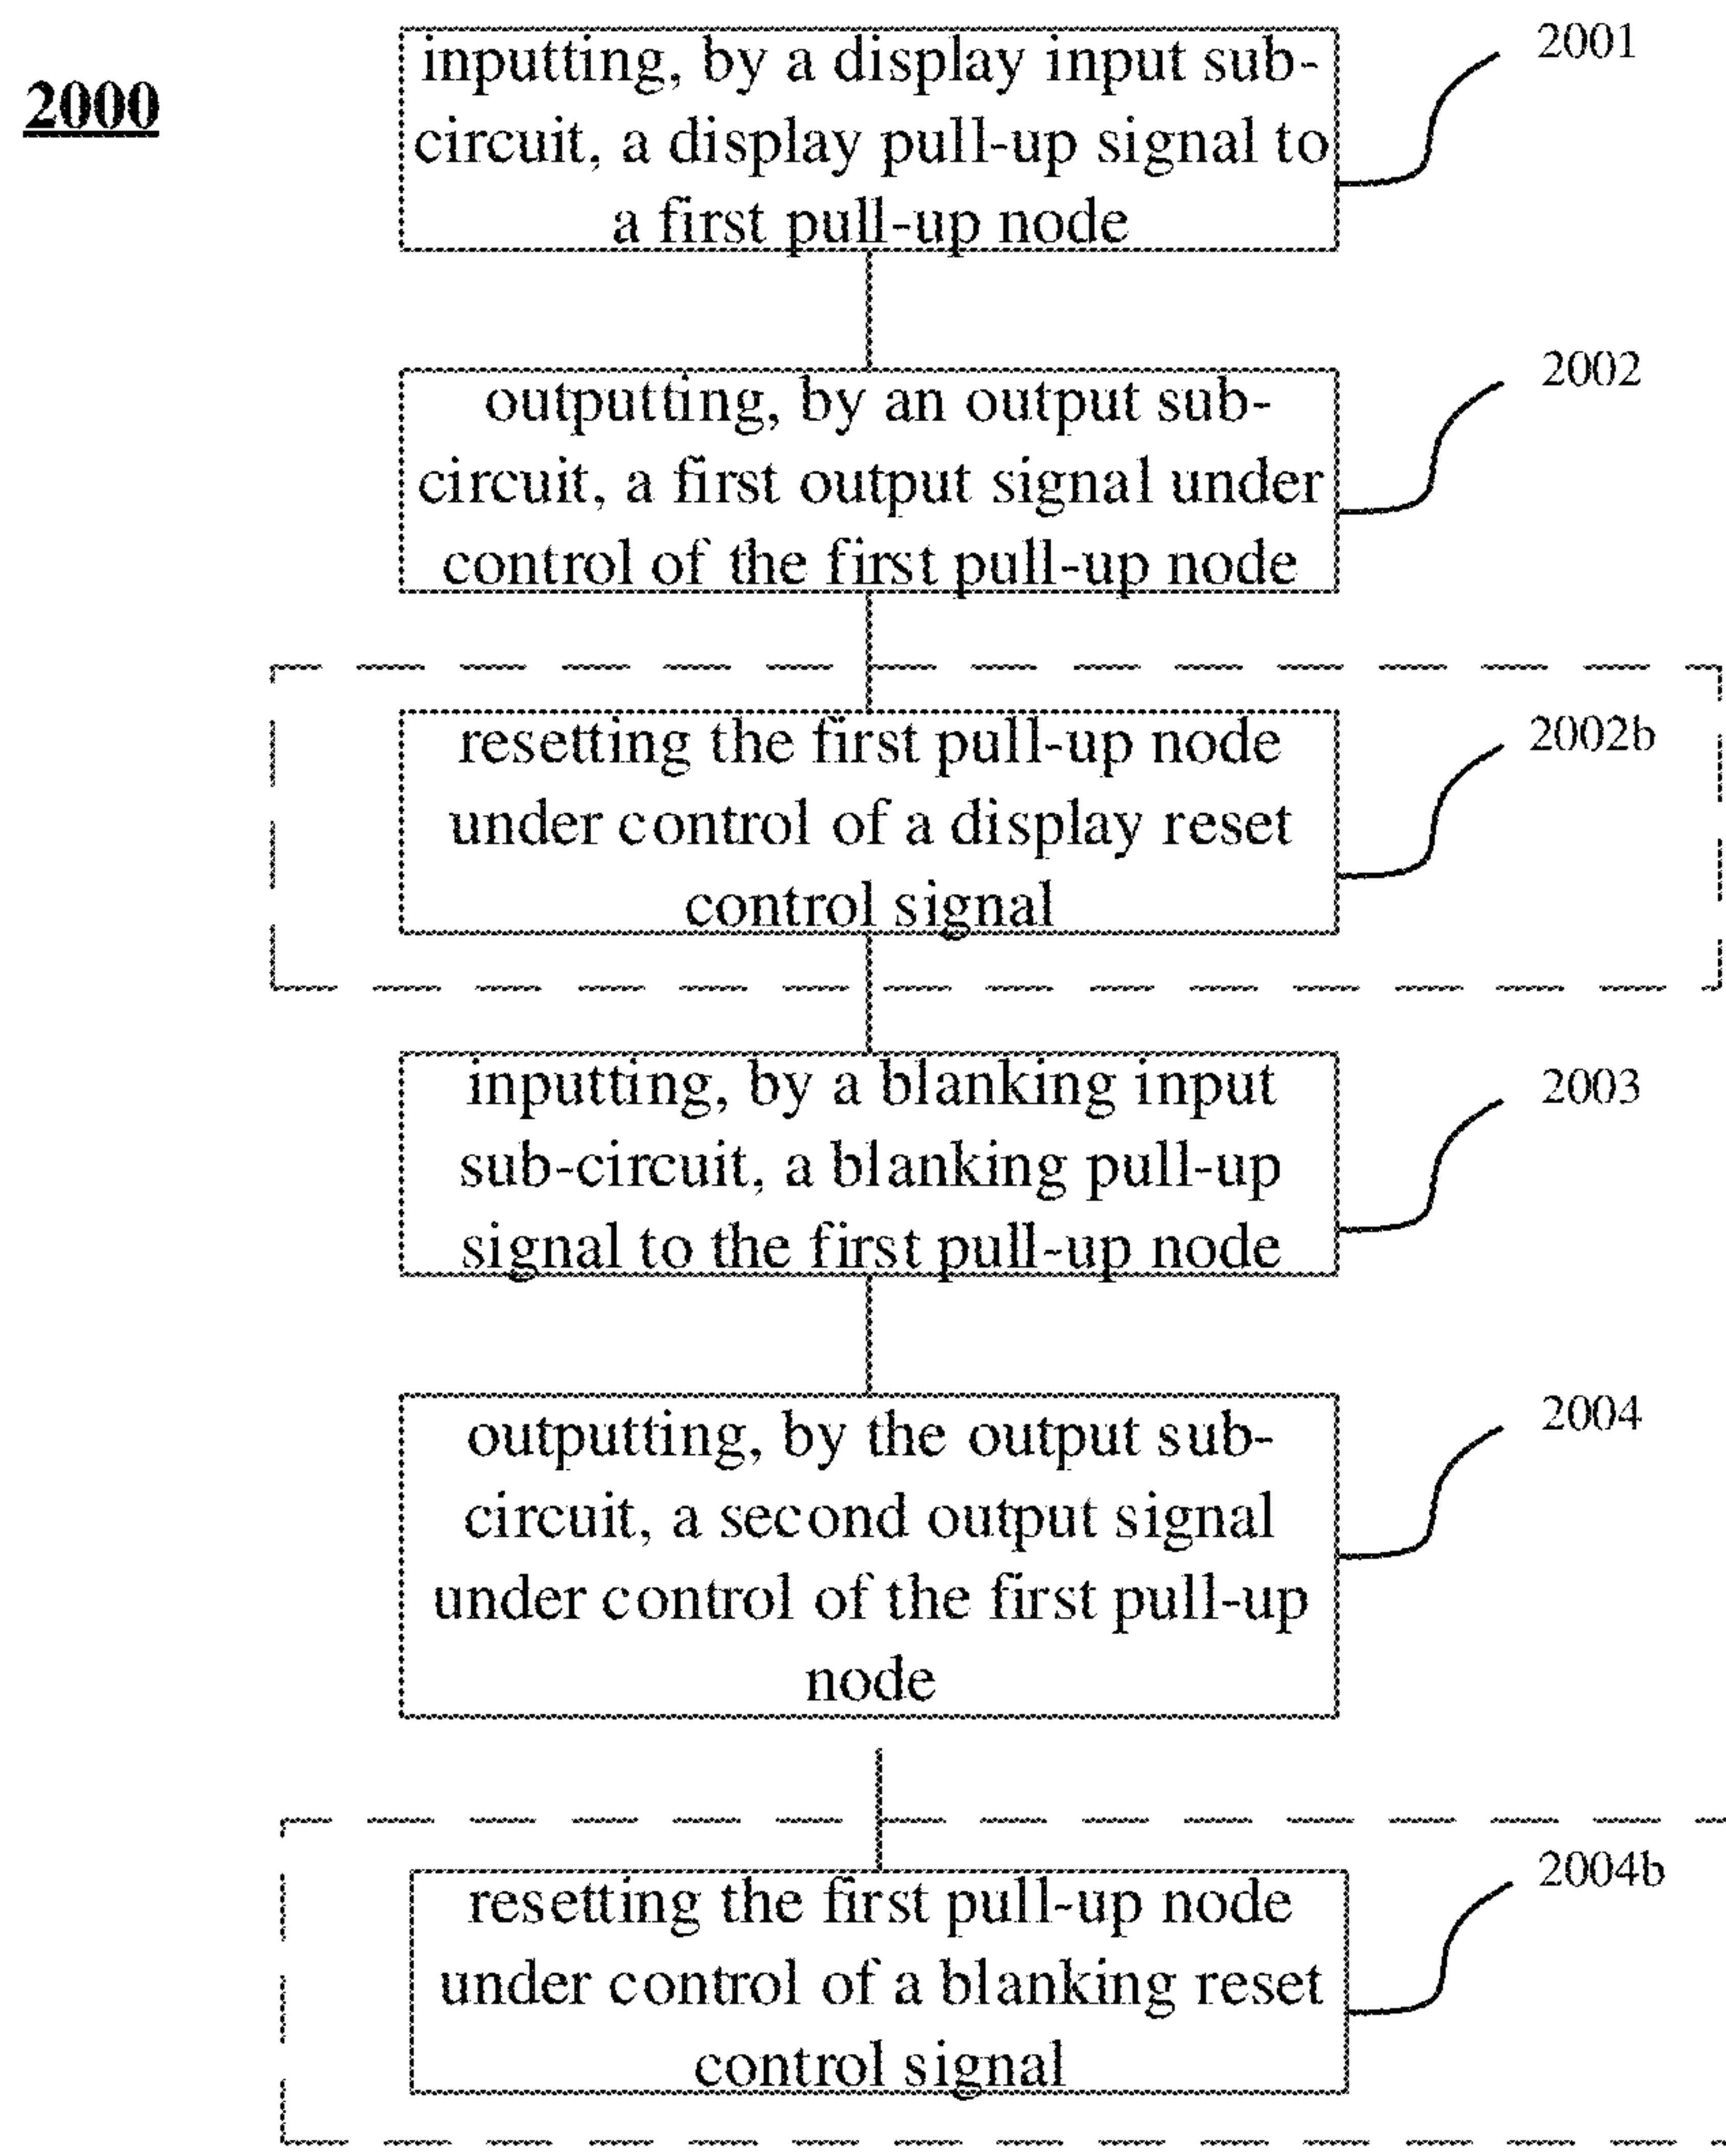 2000
inputting, by a display input sub-
circuit, a display pull-up signal to
a first pull-up node
2001
outputting, by an output sub-
circuit, a first output signal under
control of the first pull-up node
2002
resetting the first pull-up node
under control of a display reset
control signal
2002b
inputting, by a blanking input
sub-circuit, a blanking pull-up
signal to the first pull-up node
2003
outputting, by the output sub-
circuit, a second output signal
under control of the first pull-up
node
2004
resetting the first pull-up node
under control of a blanking reset
control signal
2004b